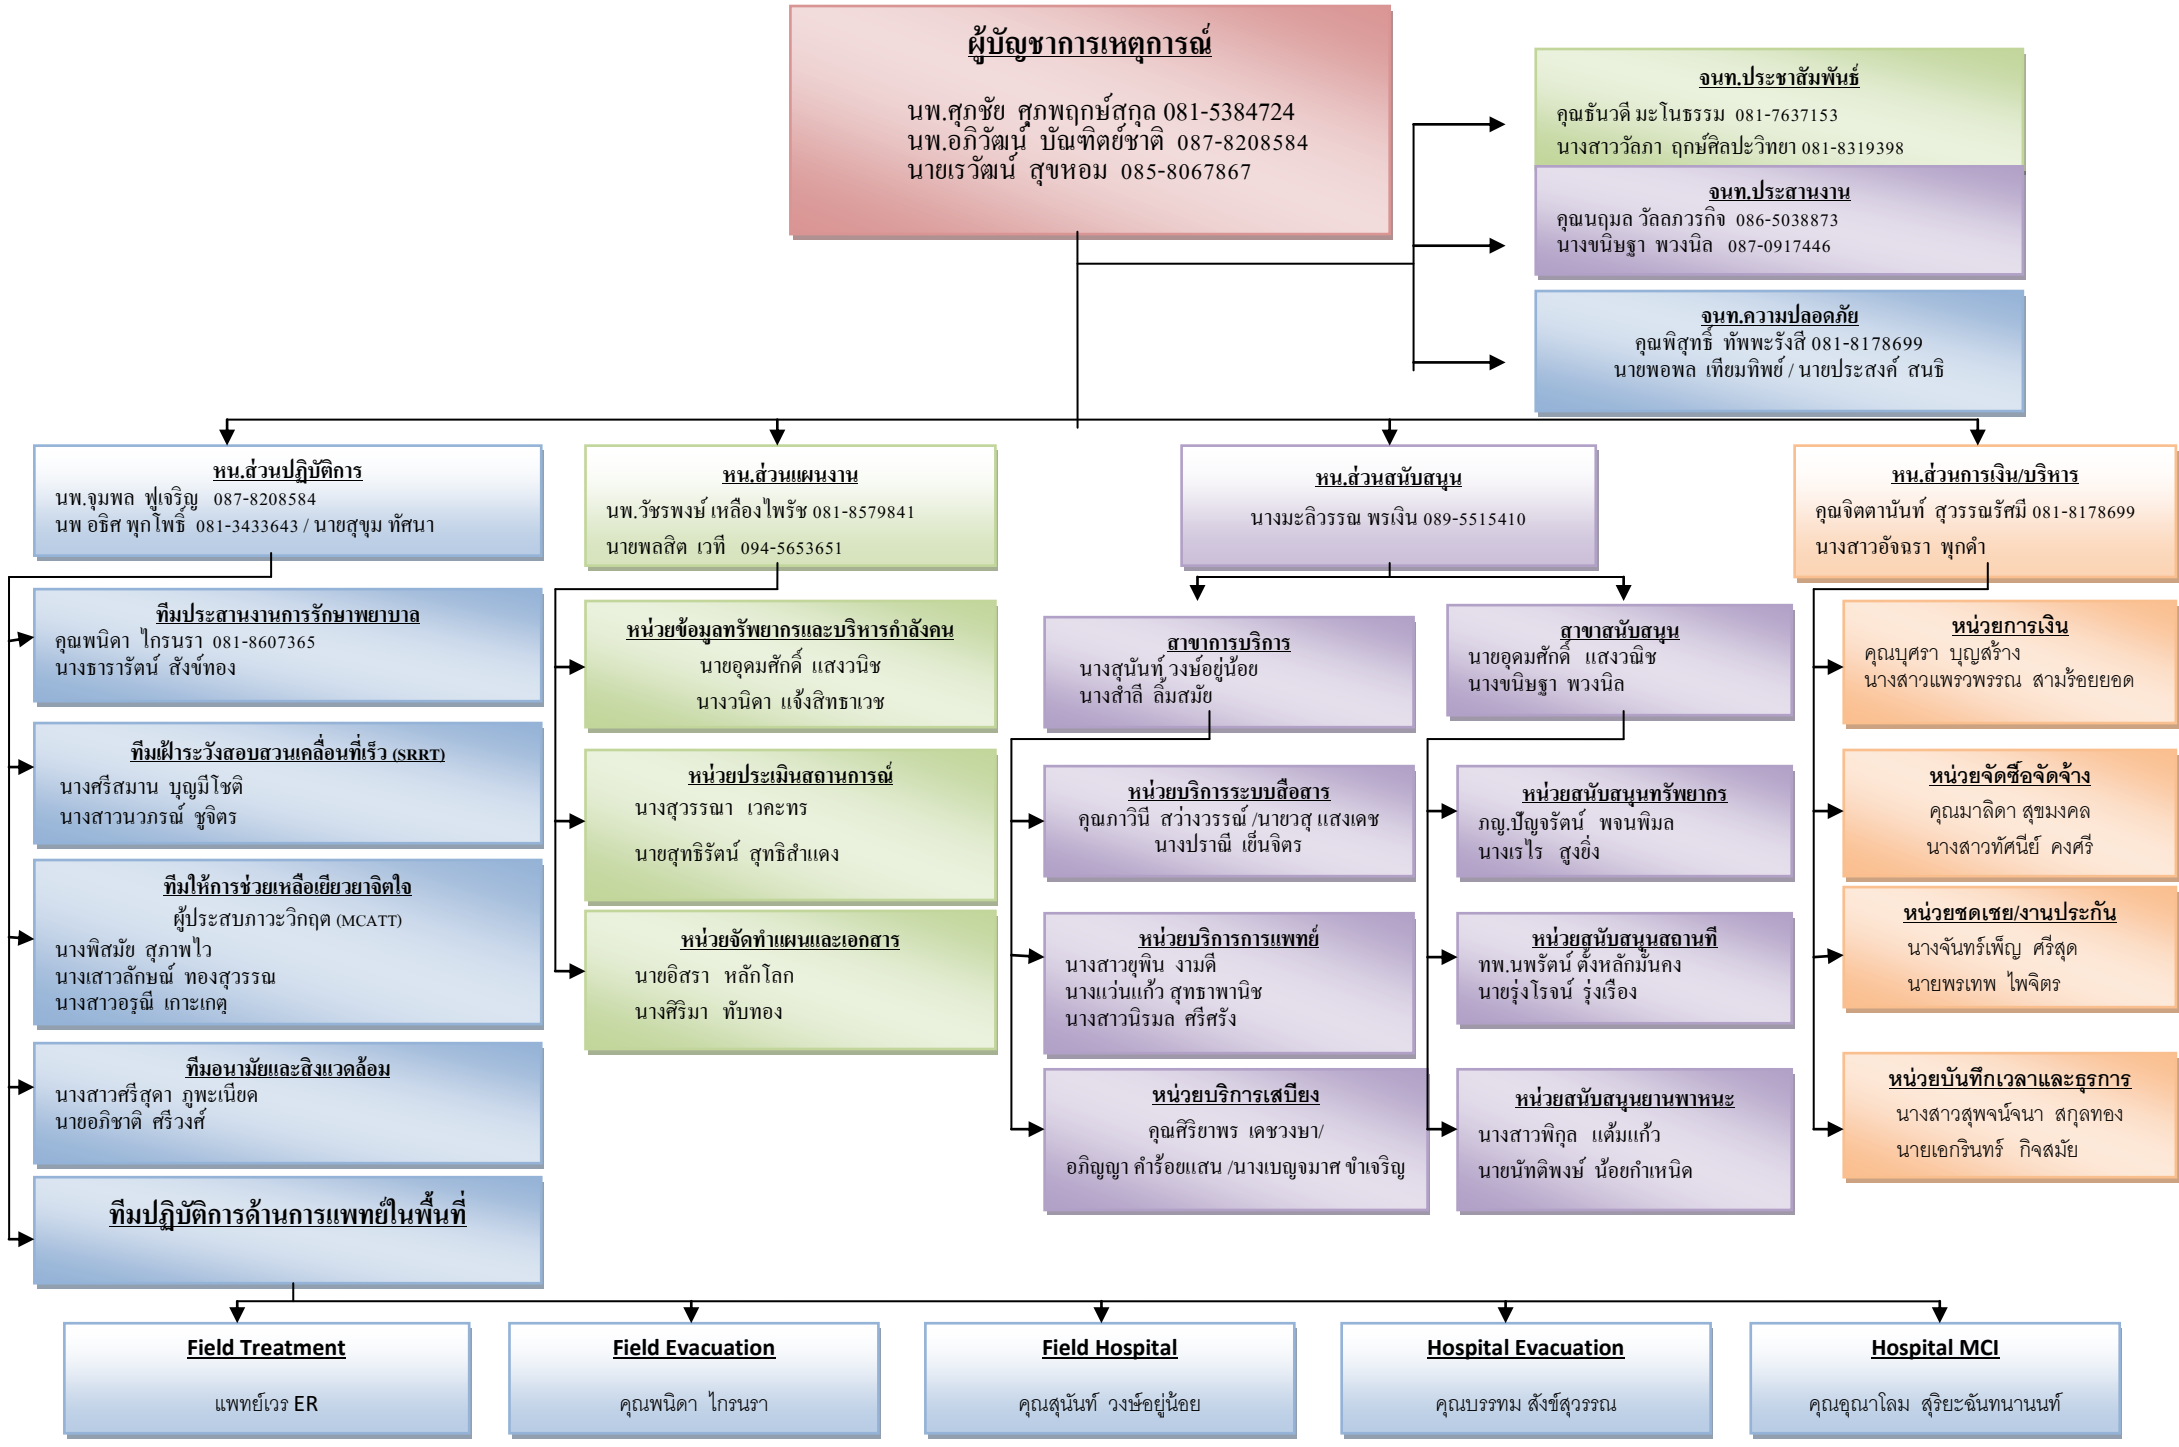 ผู้บัญชาการเหตุการณ์
นพ.ศุภชัย ศุภพฤกษ์สกุล 081-5384724
นพ.อภิวัฒน์ บัณฑิตย์ชาติ 087-8208584
นายเรวัฒน์ สุขหอม 085-8067867
จนท.ประชาสัมพันธ์
คุณธันวดี มะโนธรรม 081-7637153
นางสาววัลภา ฤกษ์ศิลปะวิทยา 081-8319398
จนท.ประสานงาน
คุณนฤมล วัลลภวรกิจ 086-5038873
นางขนิษฐา พวงนิล 087-0917446
จนท.ความปลอดภัย
คุณพิสุทธิ์ ทัพพะรังสี 081-8178699
นายพอพล เทียมทิพย์ / นายประสงค์ สนธิ
หน.ส่วนปฏิบัติการ
นพ.จุมพล ฟูเจริญ 087-8208584
นพ อธิศ พุกโพธิ์ 081-3433643 / นายสุขุม ทัศนา
หน.ส่วนแผนงาน
นพ.วัชรพงษ์ เหลืองไพรัช 081-8579841
นายพลสิต เวที 094-5653651
หน.ส่วนสนับสนุน
นางมะลิวรรณ พรเงิน 089-5515410
หน.ส่วนการเงิน/บริหาร
คุณจิตตานันท์ สุวรรณรัศมี 081-8178699
นางสาวอัจฉรา พุกดำ
ทีมประสานงานการรักษาพยาบาล
คุณพนิดา ไกรนรา 081-8607365
นางธารารัตน์ สังข์ทอง
ทีมเฝ้าระวังสอบสวนเคลื่อนที่เร็ว (SRRT)
นางศรีสมาน บุญมีโชติ
นางสาวนวภรณ์ ชูจิตร
ทีมให้การช่วยเหลือเยียวยาจิตใจ
ผู้ประสบภาวะวิกฤต (MCATT)
นางพิสมัย สุภาพไว
นางเสาวลักษณ์ ทองสุวรรณ
นางสาวอรุณี เกาะเกตุ
ทีมอนามัยและสิ่งแวดล้อม
นางสาวศรีสุดา ภูพะเนียด
นายอภิชาติ ศรีวงศ์
ทีมปฏิบัติการด้านการแพทย์ในพื้นที่
หน่วยข้อมูลทรัพยากรและบริหารกำลังคน
นายอุดมศักดิ์ แสงวนิช
นางวนิดา แจ้งสิทธาเวช
หน่วยประเมินสถานการณ์
นางสุวรรณา เวคะทร
นายสุทธิรัตน์ สุทธิสำแดง
หน่วยจัดทำแผนและเอกสาร
นายอิสรา หลักโลก
นางศิริมา ทับทอง
สาขาการบริการ
นางสุนันท์ วงษ์อยู่น้อย
นางสำลี ลิ้มสมัย
หน่วยบริการระบบสื่อสาร
คุณภาวินี สว่างวรรณ์ /นายวสุ แสงเดช
นางปราณี เย็นจิตร
หน่วยบริการการแพทย์
นางสาวยุพิน งามดี
นางแว่นแก้ว สุทธาพานิช
นางสาวนิรมล ศรีศรัง
หน่วยบริการเสบียง
คุณศิริยาพร เดชวงษา/
อภิญญา คำร้อยแสน /นางเบญจมาศ ขำเจริญ
สาขาสนับสนุน
นายอุดมศักดิ์ แสงวณิช
นางขนิษฐา พวงนิล
หน่วยสนับสนุนทรัพยากร
ภญ.ปัญจรัตน์ พจนพิมล
นางเรไร สูงยิ่ง
หน่วยสนับสนุนสถานที่
ทพ.นพรัตน์ ตั้งหลักมั่นคง
นายรุ่งโรจน์ รุ่งเรือง
หน่วยสนับสนุนยานพาหนะ
นางสาวพิกุล แต้มแก้ว
นายนัทติพงษ์ น้อยกำเหนิด
หน่วยการเงิน
คุณบุศรา บุญสร้าง
นางสาวแพรวพรรณ สามร้อยยอด
หน่วยจัดซื้อจัดจ้าง
คุณมาลิดา สุขมงคล
นางสาวทัศนีย์ คงศรี
หน่วยชดเชย/งานประกัน
นางจันทร์เพ็ญ ศรีสุด
นายพรเทพ ไพจิตร
หน่วยบันทึกเวลาและธุรการ
นางสาวสุพจน์จนา สกุลทอง
นายเอกรินทร์ กิจสมัย
Field Treatment
แพทย์เวร ER
Field Evacuation
คุณพนิดา ไกรนรา
Field Hospital
คุณสุนันท์ วงษ์อยู่น้อย
Hospital Evacuation
คุณบรรทม สังข์สุวรรณ
Hospital MCI
คุณอุณาโลม สุริยะฉันทนานนท์